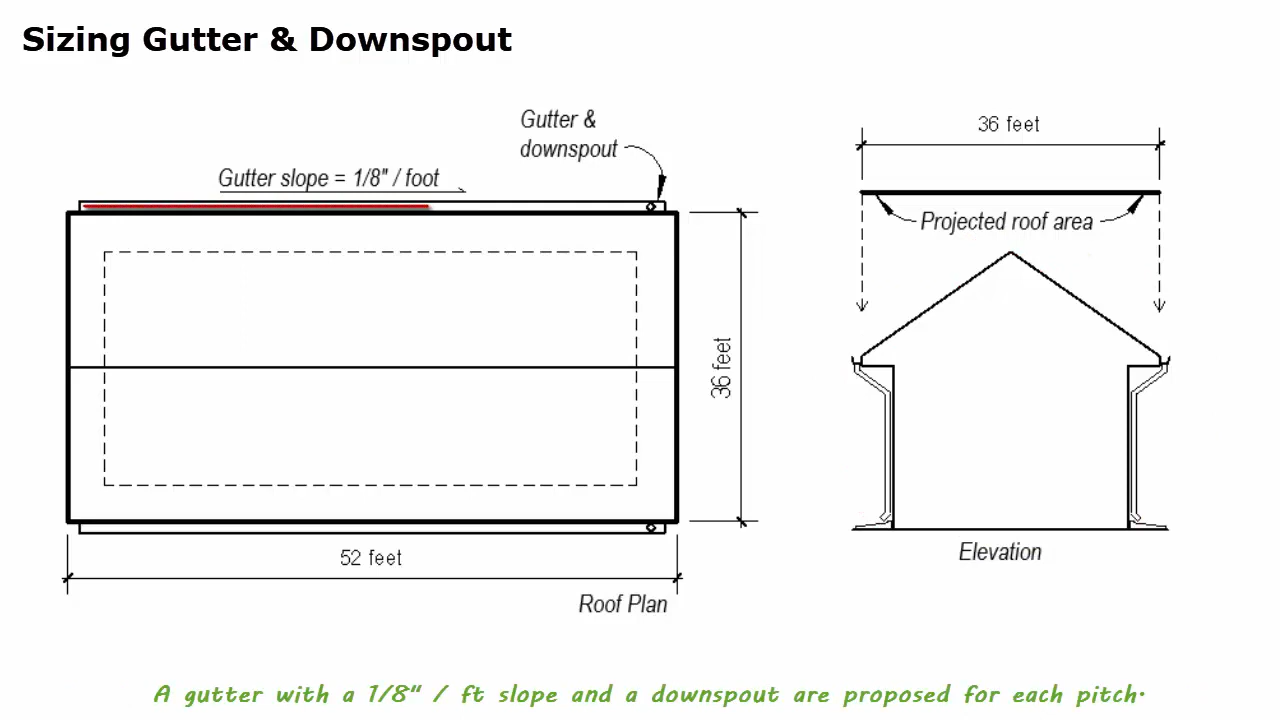 Sizing Gutter & Downspout
Gutter &
downspout
Gutter slope = 1/8" / foot
36 feet
52 feet
Roof Plan
36 feet
Projected roof area
Elevation
A gutter with a 1/8" / ft slope and a downspout are proposed for each pitch.